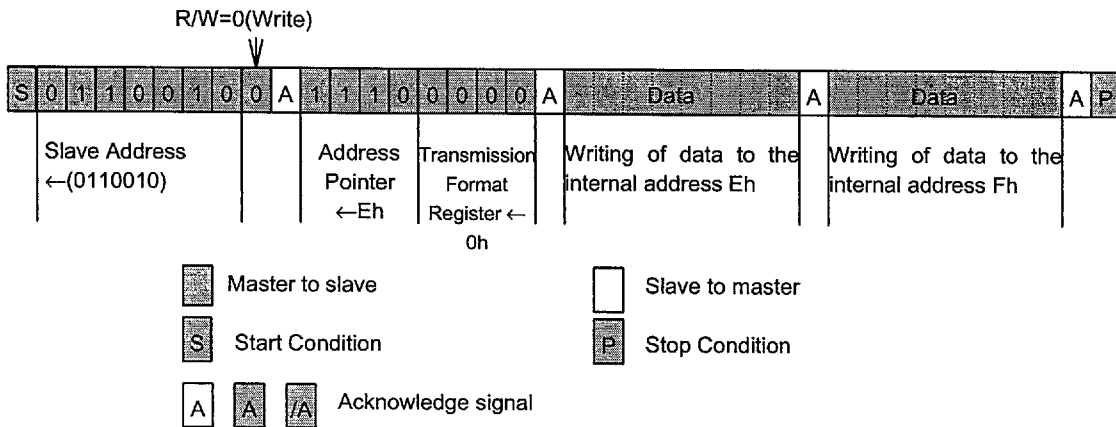 R/W=0(Write)
S 0 1 1 0 0 1 0 0 A 1 1 1 0 0 0 0 0 A Data A Data A P
Slave Address
←(0110010)
Address
Pointer
←Eh
Transmission
Format
Register ←
0h
Writing of data to the
internal address Eh
Writing of data to the
internal address Fh
Master to slave
Slave to master
S Start Condition
P Stop Condition
A A /A Acknowledge signal